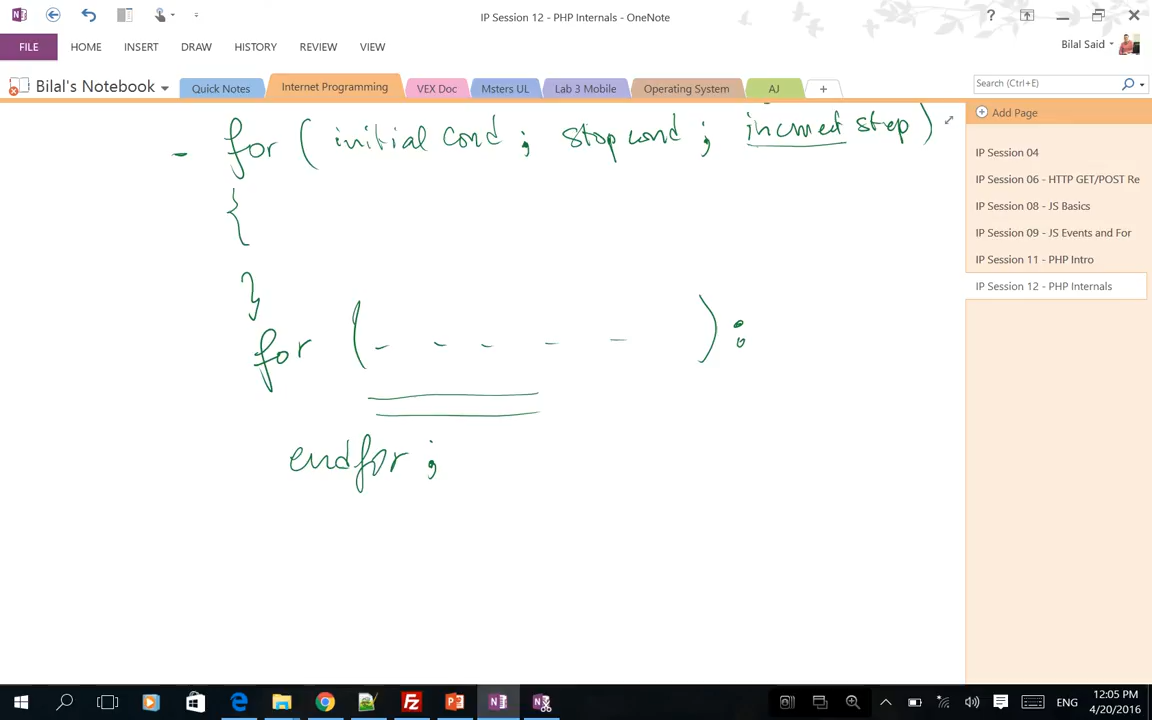 IP Session 12 - PHP Internals - OneNote
?
FILE HOME INSERT DRAW HISTORY REVIEW VIEW
Bilal Said
Bilal's Notebook
Quick Notes Internet Programming VEX Doc Msters UL Lab 3 Mobile Operating System AJ +
Search (Ctrl+E)
Add Page
IP Session 04
IP Session 06 - HTTP GET/POST Re
IP Session 08 - JS Basics
IP Session 09 - JS Events and For
IP Session 11 - PHP Intro
IP Session 12 - PHP Internals
- for ( initial cond ; stop cond ; step )
{
}
for ( - - - - - ) :
endfor ;
ENG
12:05 PM
4/20/2016